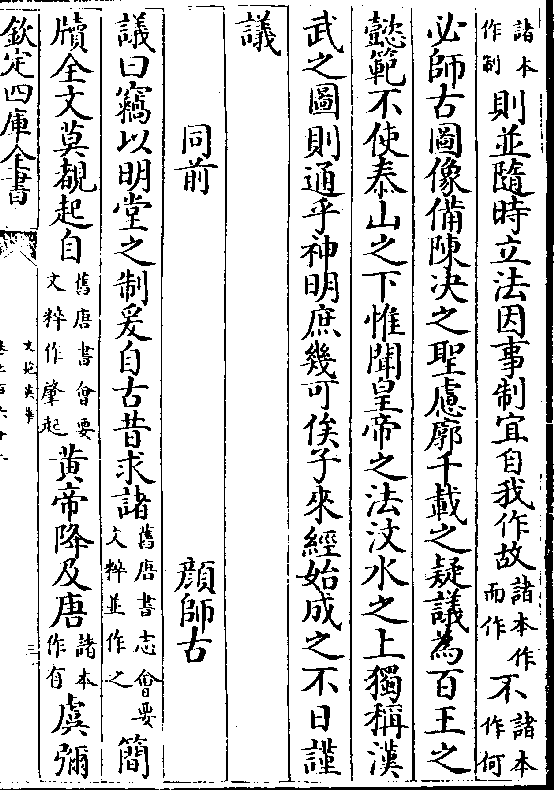 諸本作制則並隨時立法因事制宜自我作故諸本作而作不諸本作何
必師古圖像備陳决之聖慮廓千載之疑議為百王之
懿範不使泰山之下惟聞皇帝之法汶水之上獨稱漢
武之圖則通乎神明庶幾可俟子來經始成之不日謹
議
同前 顔師古
議曰竊以明堂之制爰自古昔求諸舊唐書志會要文粹並作之簡
牘全文莫覩起自舊唐書會要文粹作肇起黃帝降及唐諸本作有虞彌
欽定四庫全書
文苑英華